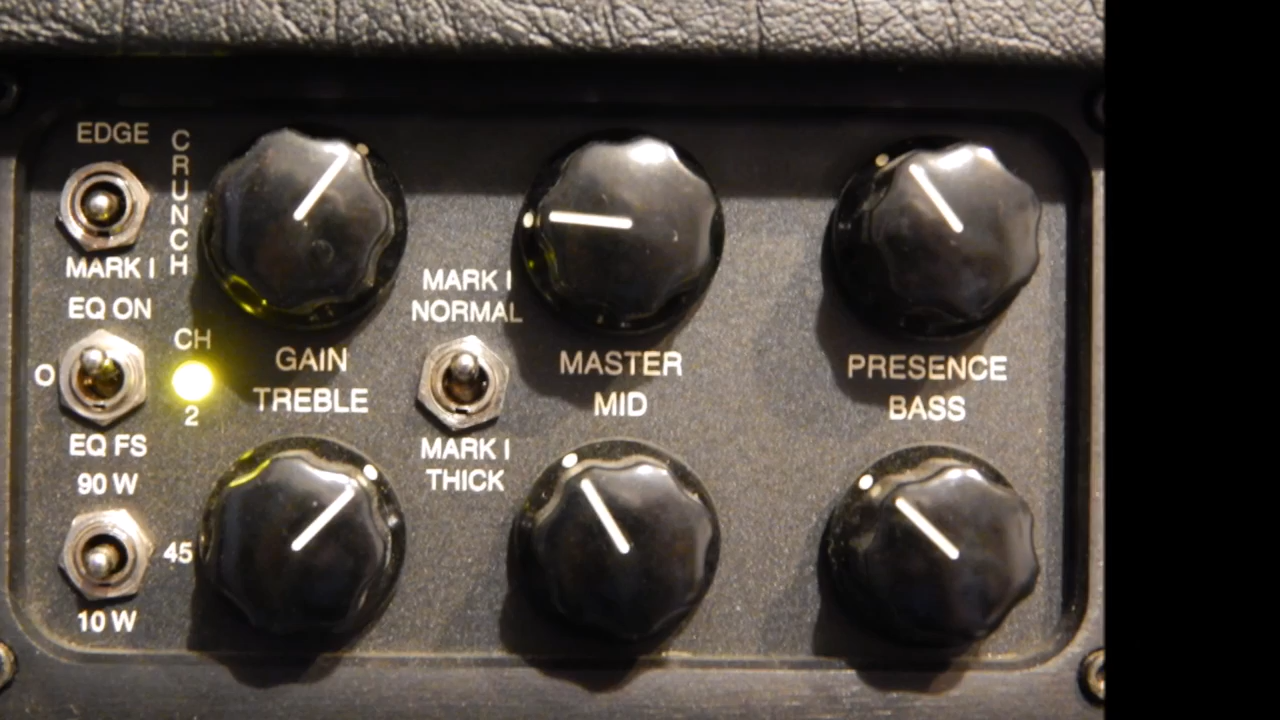 EDGE
CRUNCH
MARK I
EQ ON
O
CH
2
EQ FS
90 W
45
10 W
GAIN
TREBLE
MARK I
NORMAL
MARK I
THICK
MASTER
MID
PRESENCE
BASS